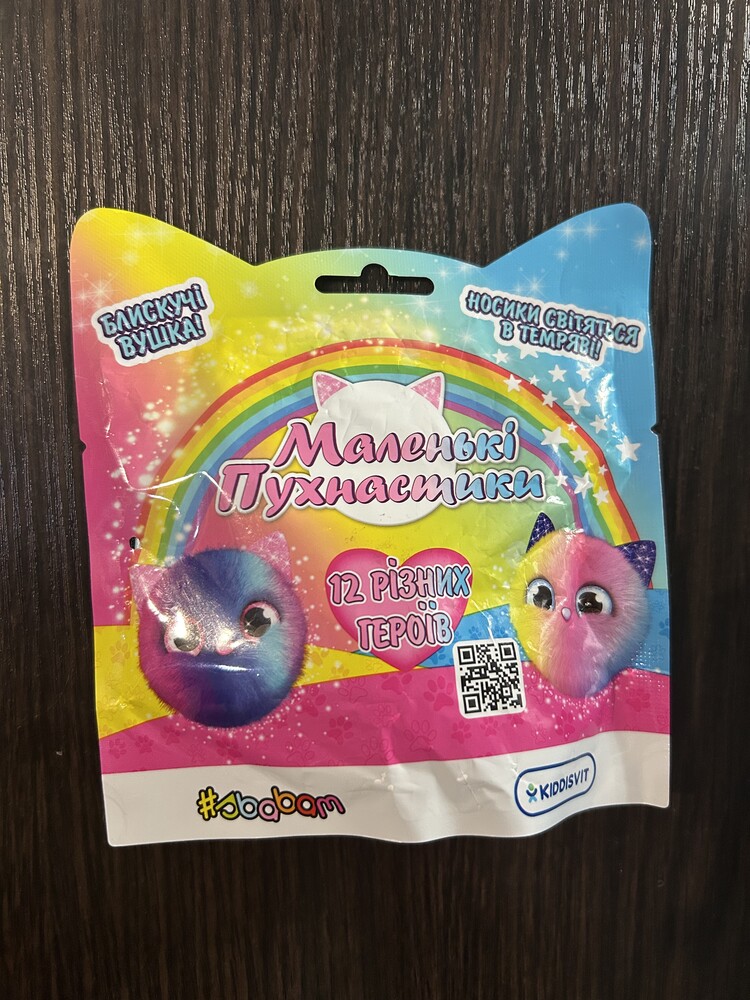 БЛИСКУЧІ
ВУШКА!
НОСИКИ СВІТЯТЬСЯ
В ТЕМРЯВІ!
Маленькі
Пухнастики
12 РІЗНИХ
ГЕРОЇВ
#sbabam
KIDDISVIT